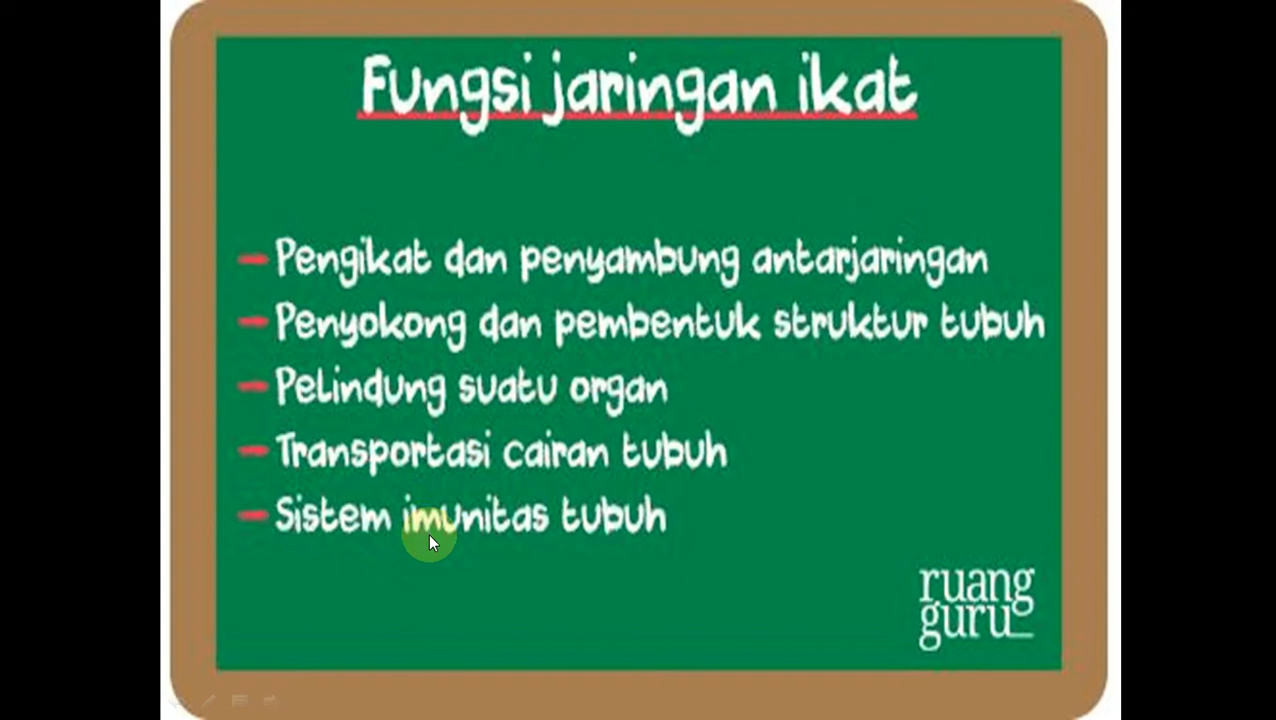 Fungsi jaringan ikat
- Pengikat dan penyambung antarjaringan
- Penyokong dan pembentuk struktur tubuh
- Pelindung suatu organ
- Transportasi cairan tubuh
- Sistem imunitas tubuh
ruang
guru_